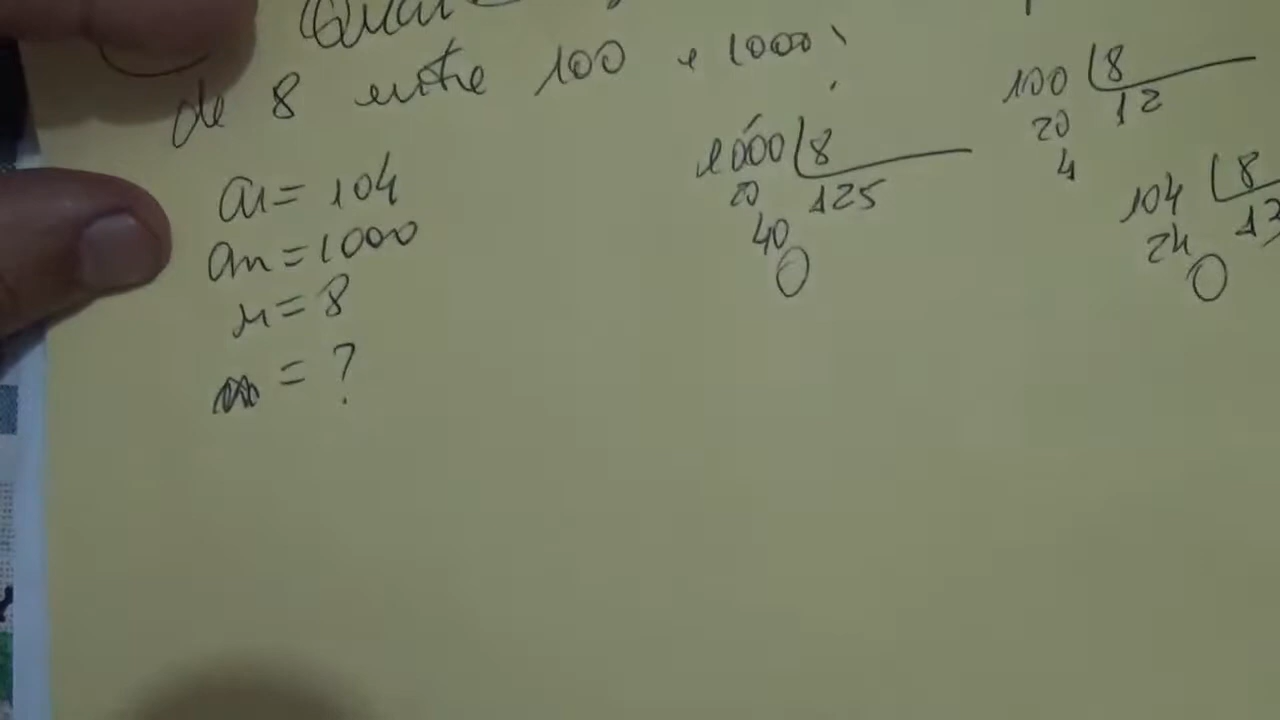 de 8 entre 100 e 1000?
a1 = 104
an = 1000
r = 8
= ?
1000 8
20 125
40
0
100 8
20 12
4
104 8
24 13
0